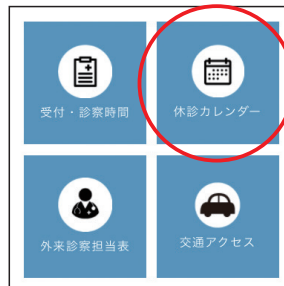 受付・診察時間
休診カレンダー
外来診察担当表
交通アクセス